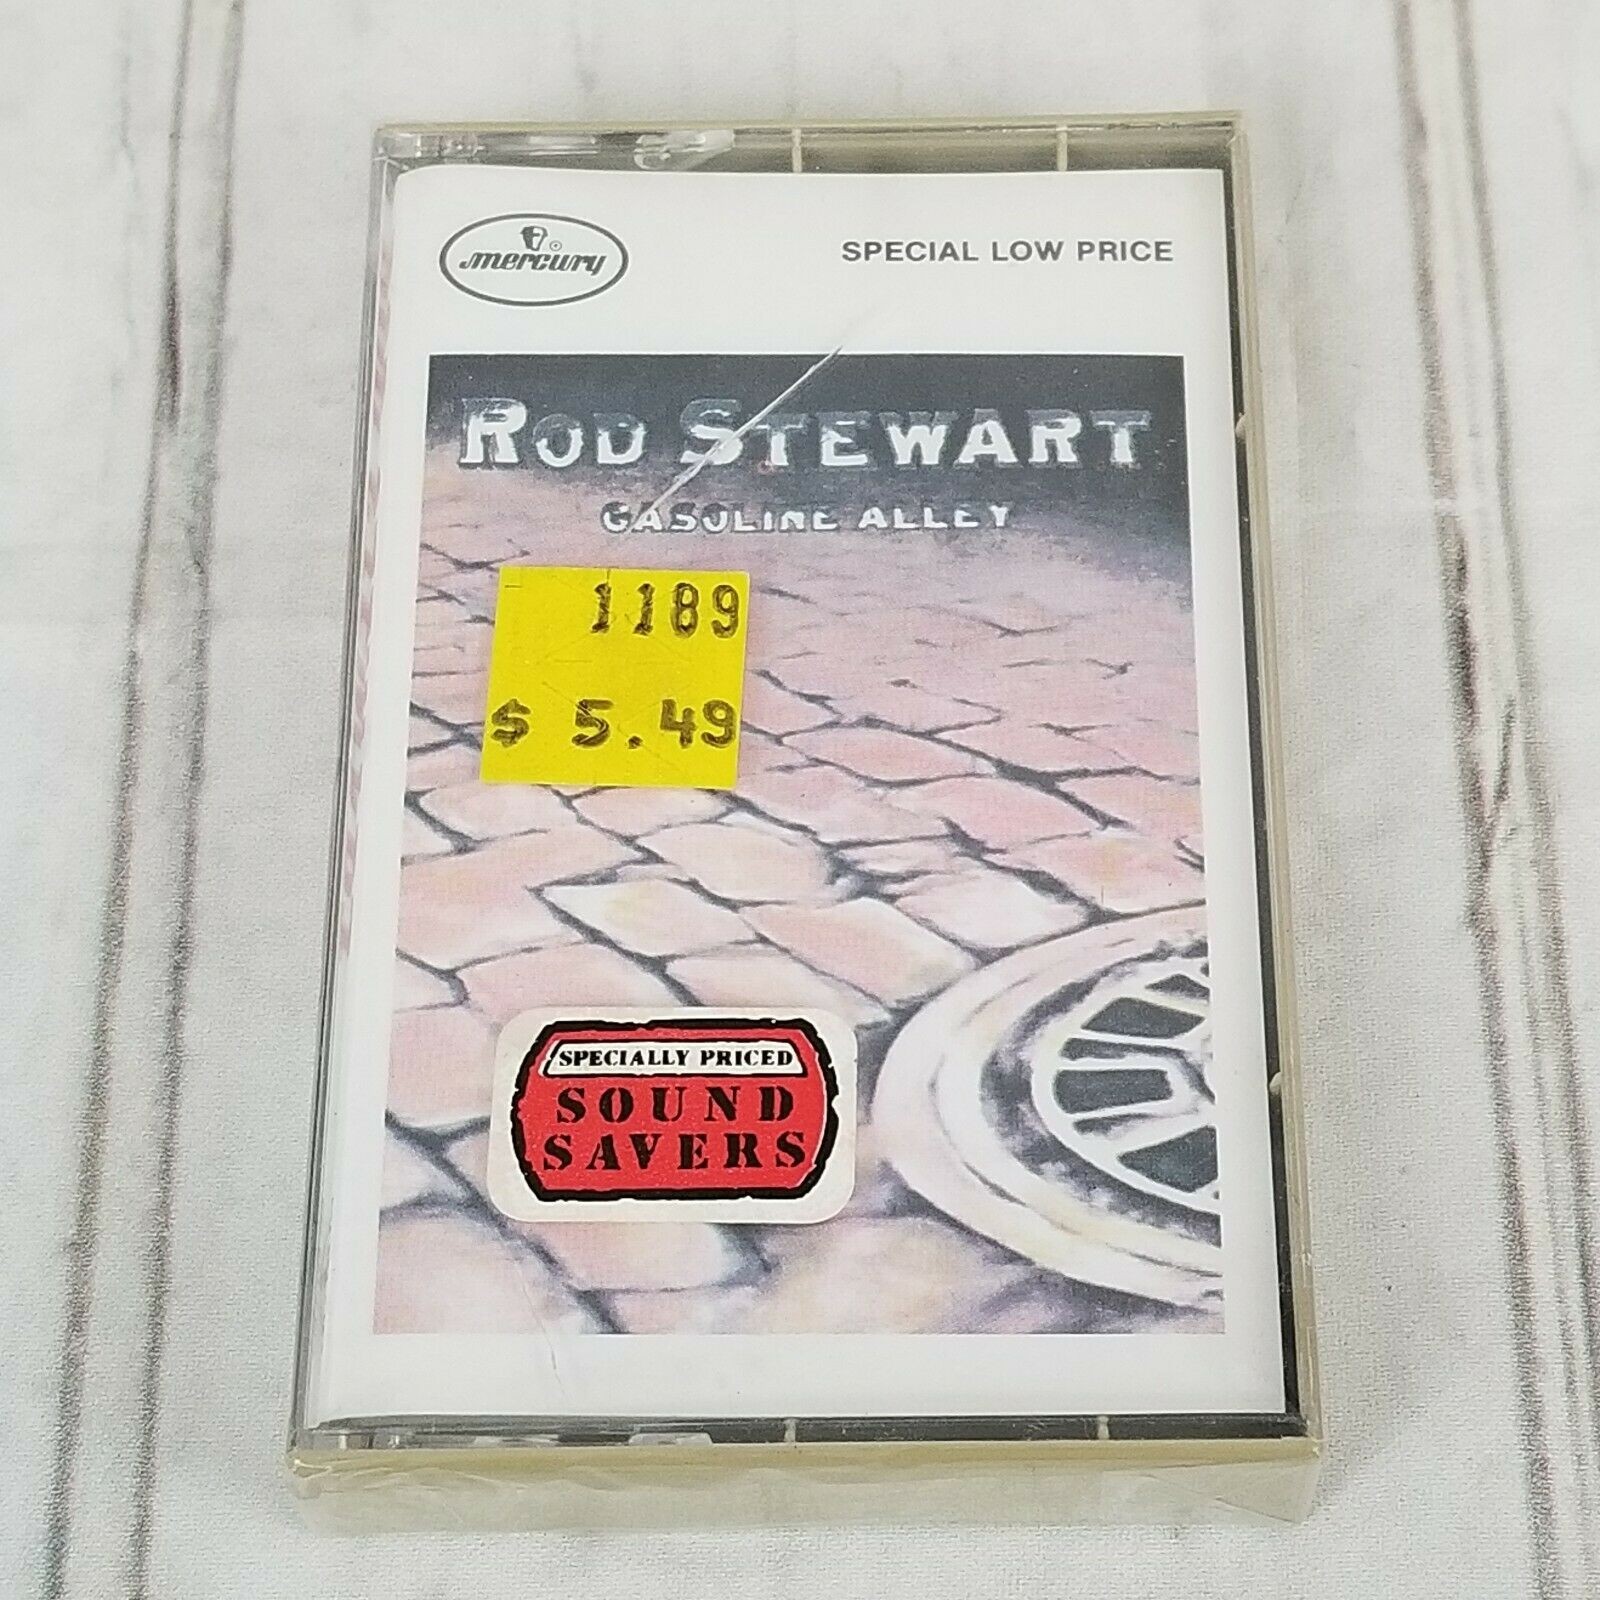 mercury
SPECIAL LOW PRICE
ROD STEWART
GASOLINE ALLEY
1189
$ 5.49
SPECIALLY PRICED
SOUND
SAVERS